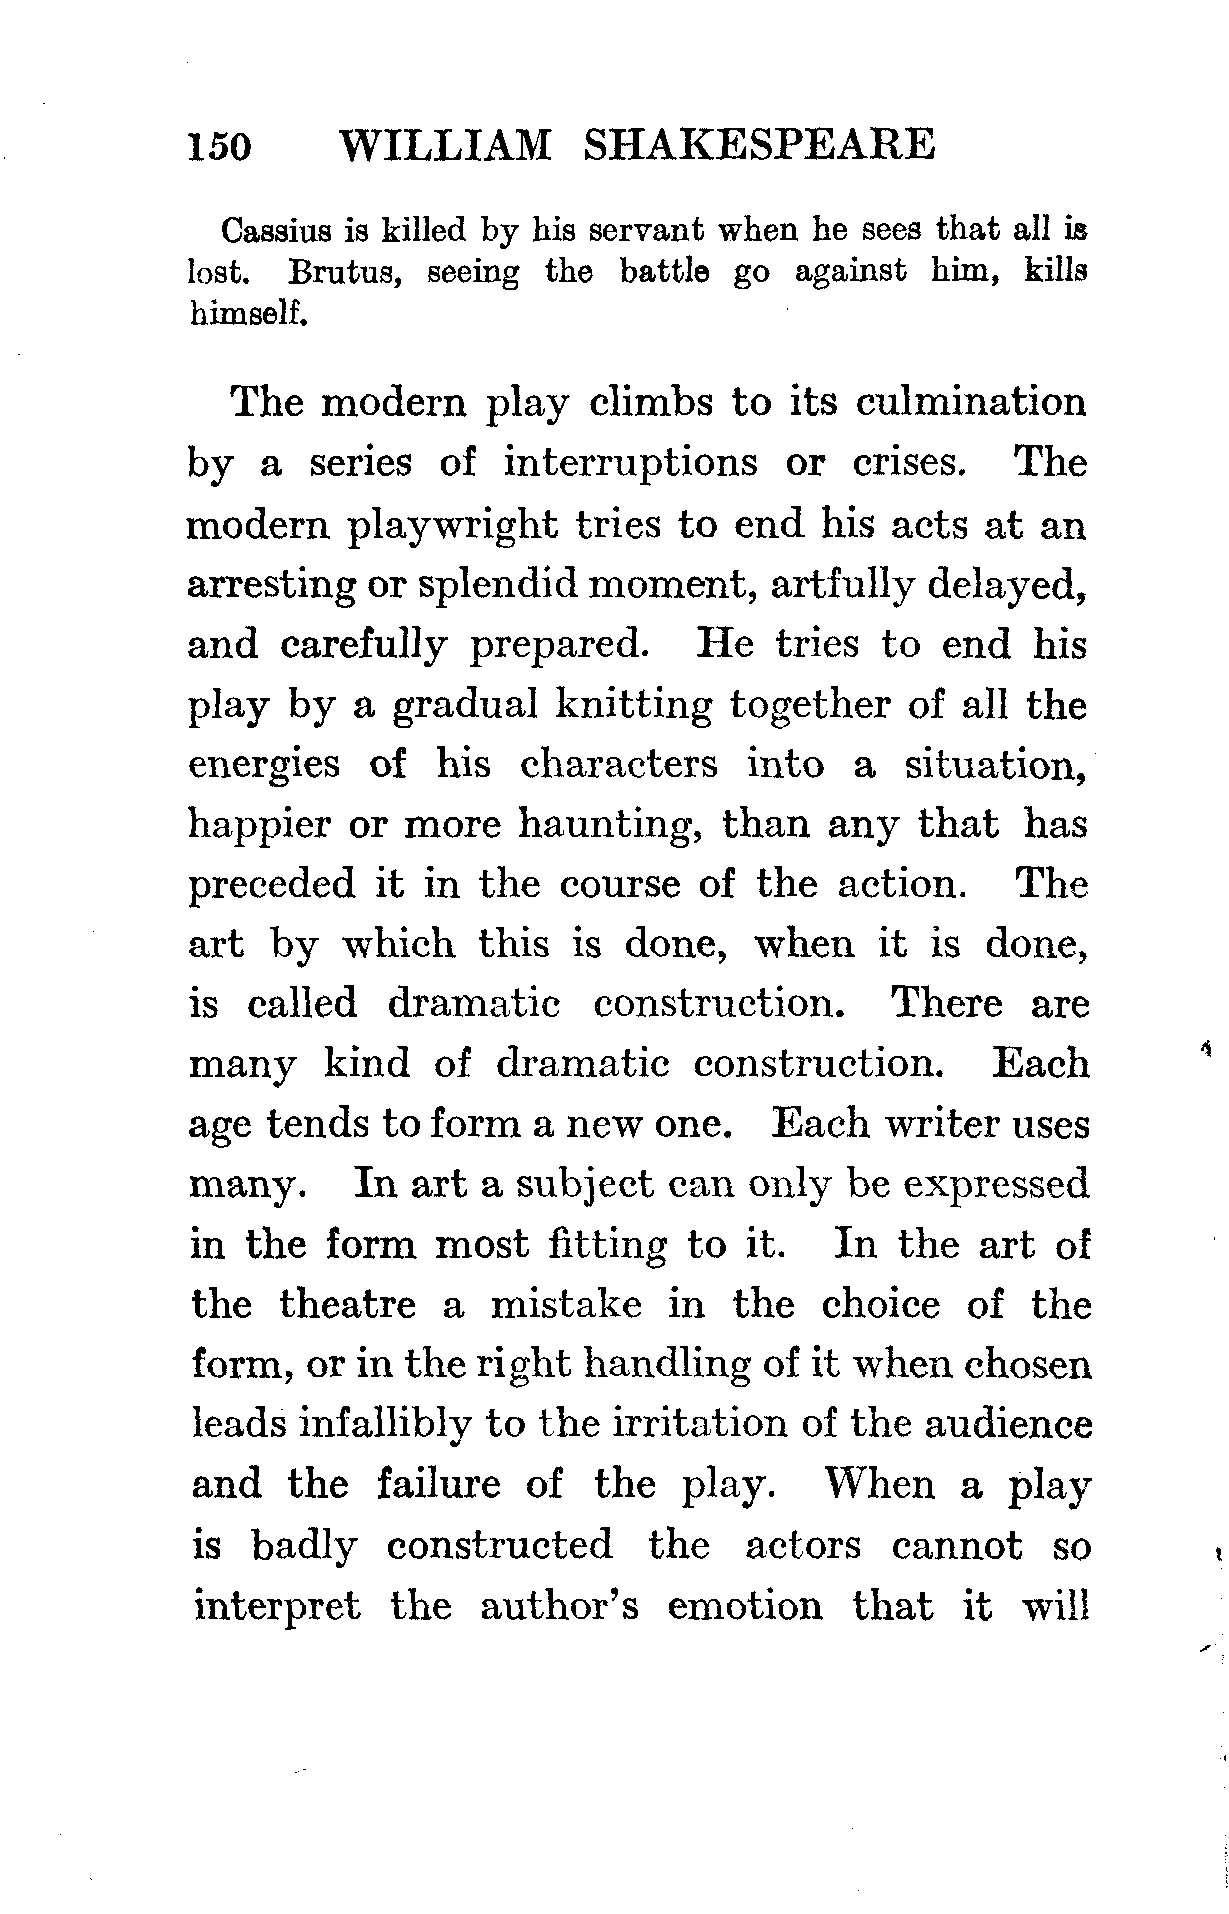 150 WILLIAM SHAKESPEARE
Cassius is killed by his servant when he sees that all is
lost. Brutus, seeing the battle go against him, kills
himself.
The modern play climbs to its culmination
by a series of interruptions or crises. The
modern playwright tries to end his acts at an
arresting or splendid moment, artfully delayed,
and carefully prepared. He tries to end his
play by a gradual knitting together of all the
energies of his characters into a situation,
happier or more haunting, than any that has
preceded it in the course of the action. The
art by which this is done, when it is done,
is called dramatic construction. There are
many kind of dramatic construction. Each
age tends to form a new one. Each writer uses
many. In art a subject can only be expressed
in the form most fitting to it. In the art of
the theatre a mistake in the choice of the
form, or in the right handling of it when chosen
leads infallibly to the irritation of the audience
and the failure of the play. When a play
is badly constructed the actors cannot so
interpret the author's emotion that it will